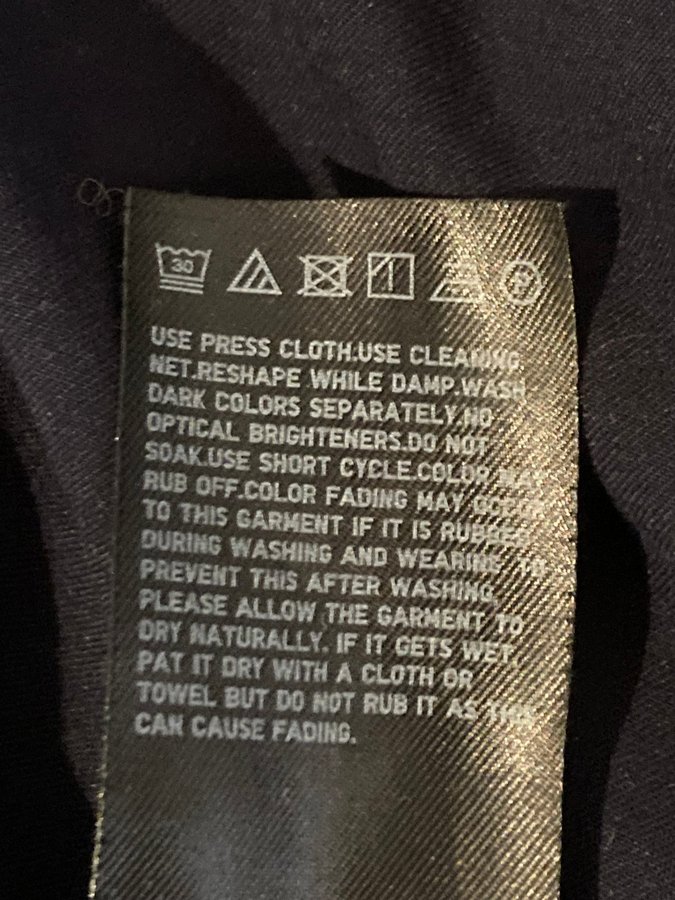 30 P
USE PRESS CLOTH.USE CLEANING
NET.RESHAPE WHILE DAMP.WASH
DARK COLORS SEPARATELY.NO
OPTICAL BRIGHTENERS.DO NOT
SOAK.USE SHORT CYCLE.COLOR MAY
RUB OFF.COLOR FADING MAY OCCUR
TO THIS GARMENT IF IT IS RUBBED
DURING WASHING AND WEARING. TO
PREVENT THIS AFTER WASHING,
PLEASE ALLOW THE GARMENT TO
DRY NATURALLY. IF IT GETS WET,
PAT IT DRY WITH A CLOTH OR
TOWEL BUT DO NOT RUB IT AS THIS
CAN CAUSE FADING.